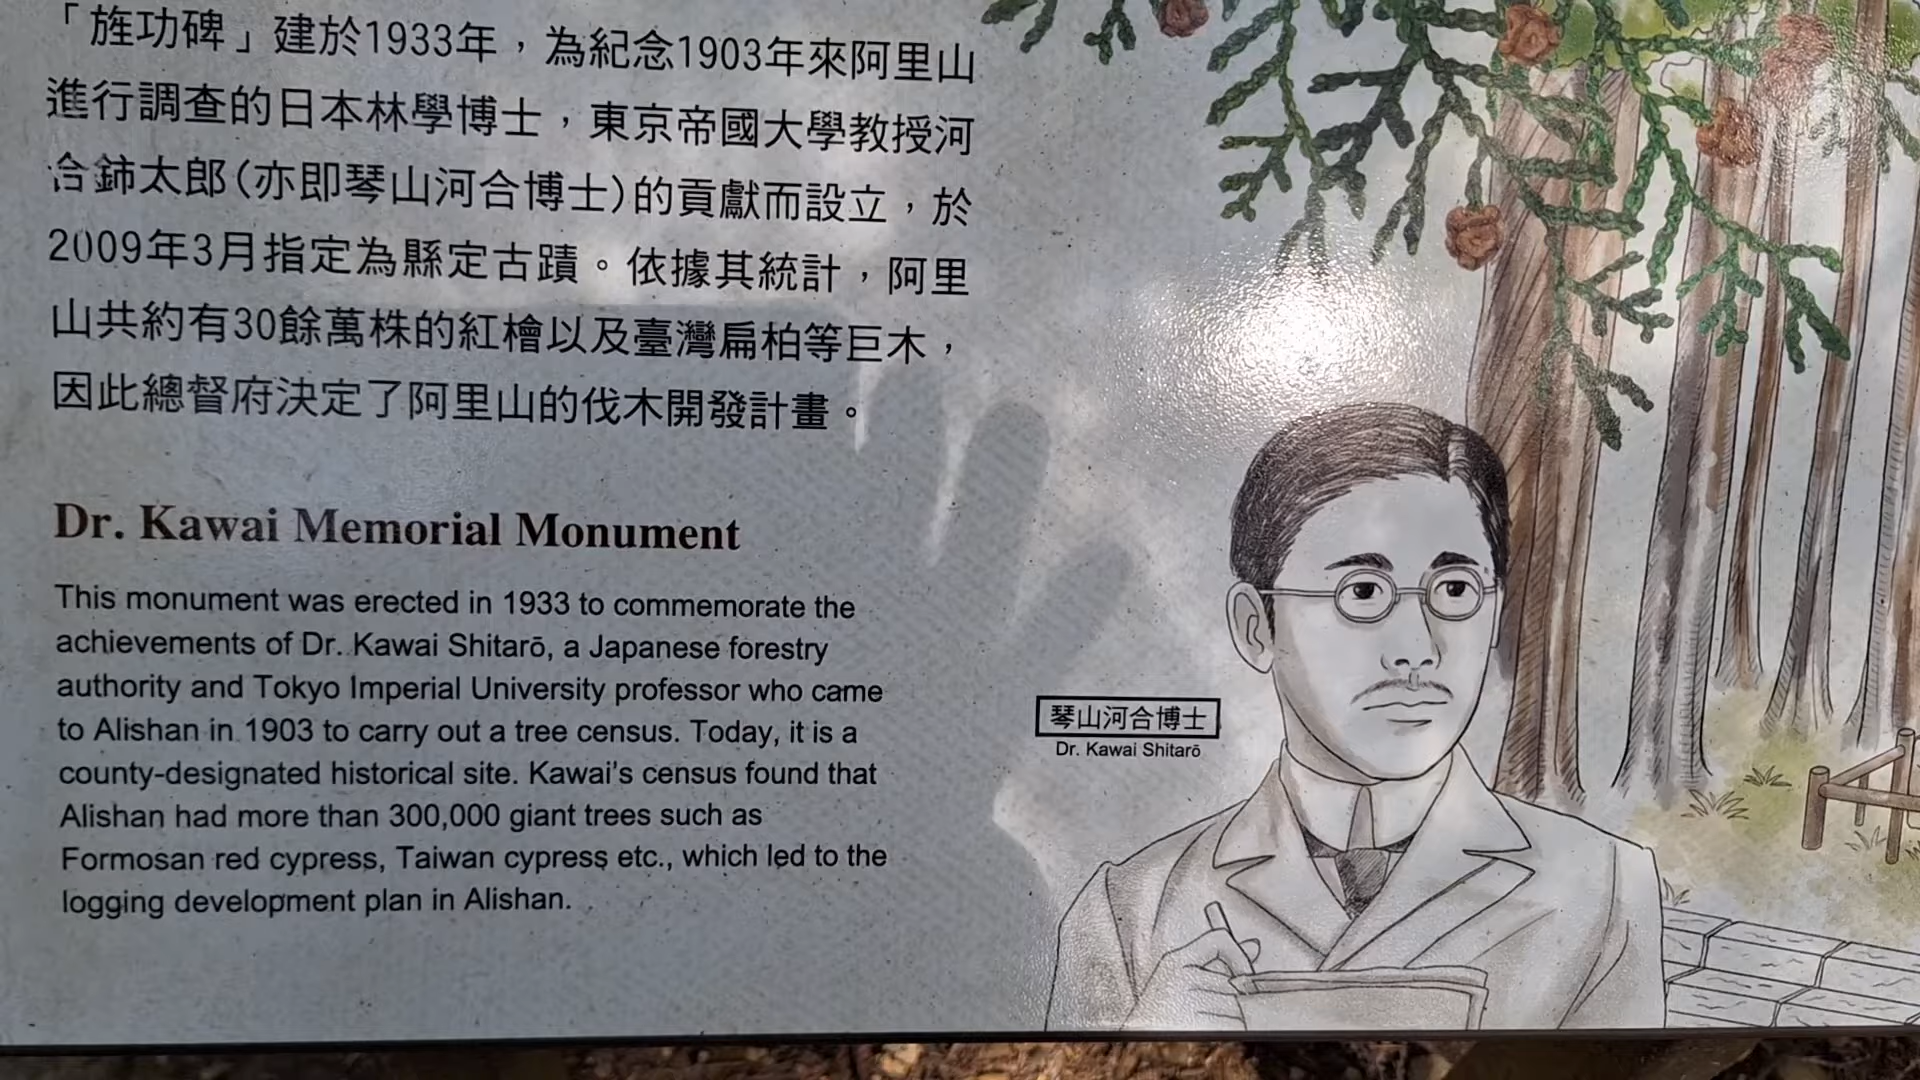 「旌功碑」建於1933年，為紀念1903年來阿里山
進行調查的日本林學博士，東京帝國大學教授河
合鈰太郎(亦即琴山河合博士)的貢獻而設立，於
2009年3月指定為縣定古蹟。依據其統計，阿里
山共約有30餘萬株的紅檜以及臺灣扁柏等巨木，
因此總督府決定了阿里山的伐木開發計畫。
Dr. Kawai Memorial Monument
This monument was erected in 1933 to commemorate the
achievements of Dr. Kawai Shitarō, a Japanese forestry
authority and Tokyo Imperial University professor who came
to Alishan in 1903 to carry out a tree census. Today, it is a
county-designated historical site. Kawai's census found that
Alishan had more than 300,000 giant trees such as
Formosan red cypress, Taiwan cypress etc., which led to the
logging development plan in Alishan.
琴山河合博士
Dr. Kawai Shitarō